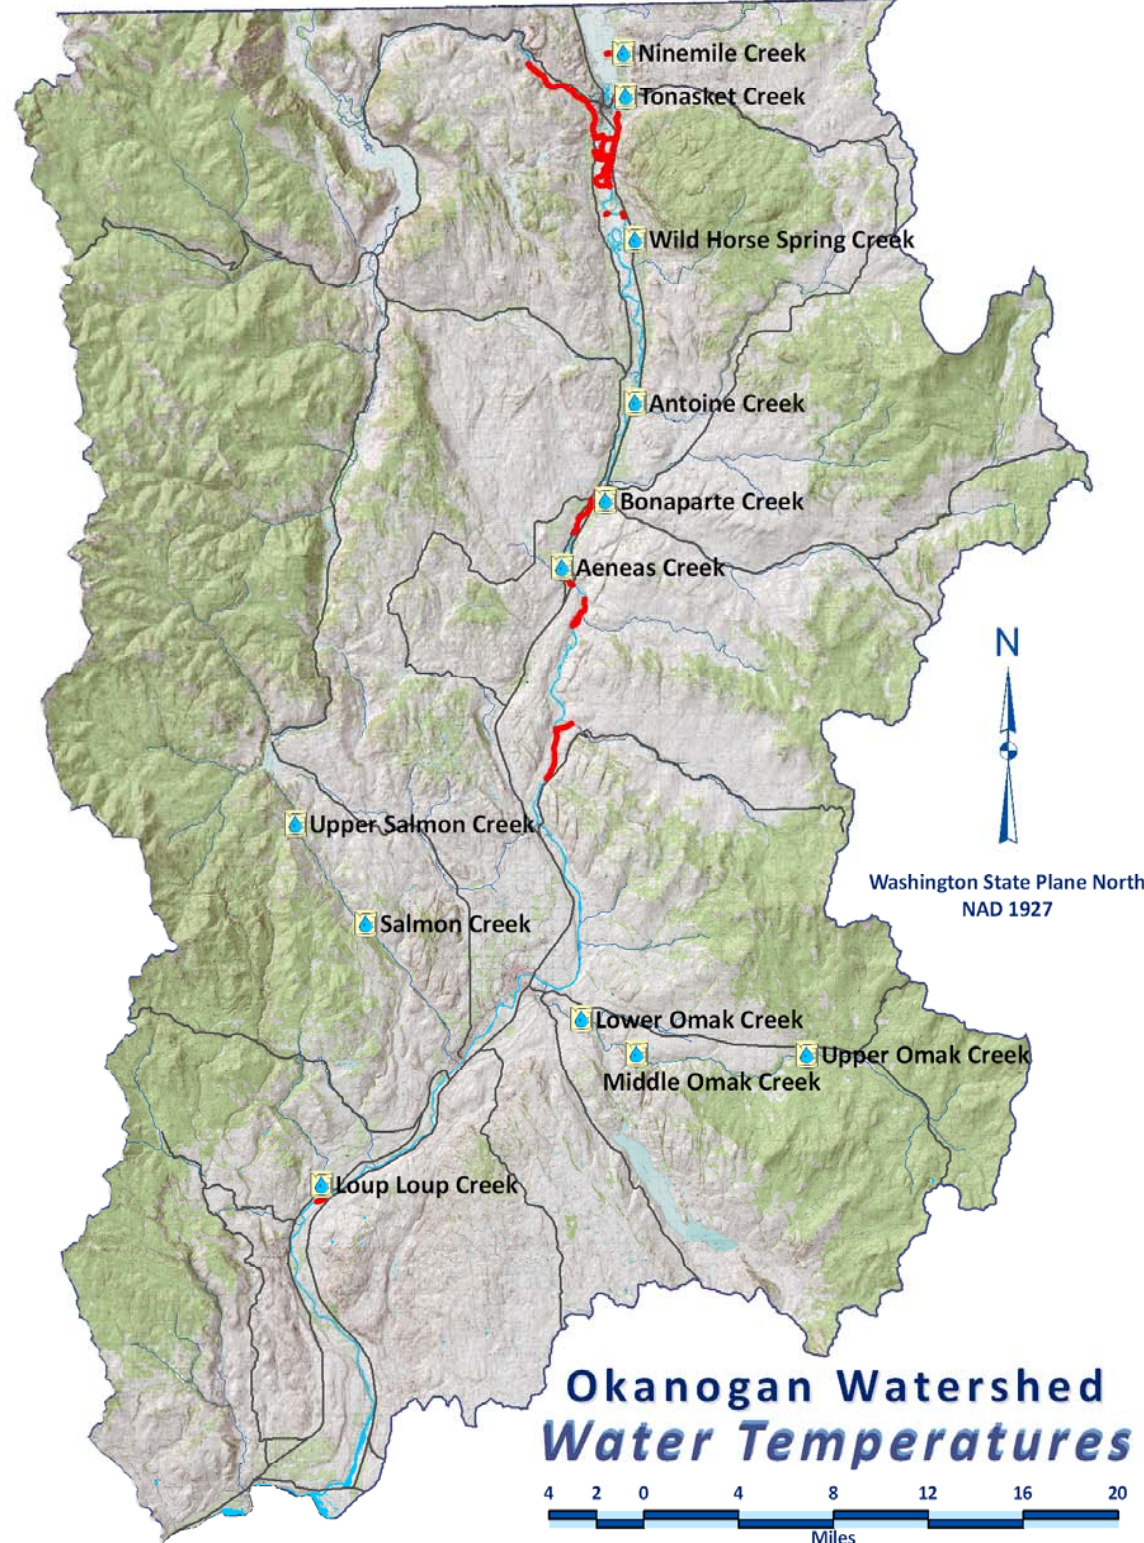 Ninemile Creek
Tonasket Creek
Wild Horse Spring Creek
Antoine Creek
Bonaparte Creek
Aeneas Creek
N
Upper Salmon Creek
Washington State Plane North
NAD 1927
Salmon Creek
Lower Omak Creek
Upper Omak Creek
Middle Omak Creek
Loup Loup Creek
Okanogan Watershed
Water Temperatures
4 2 0 4 8 12 16 20
Miles